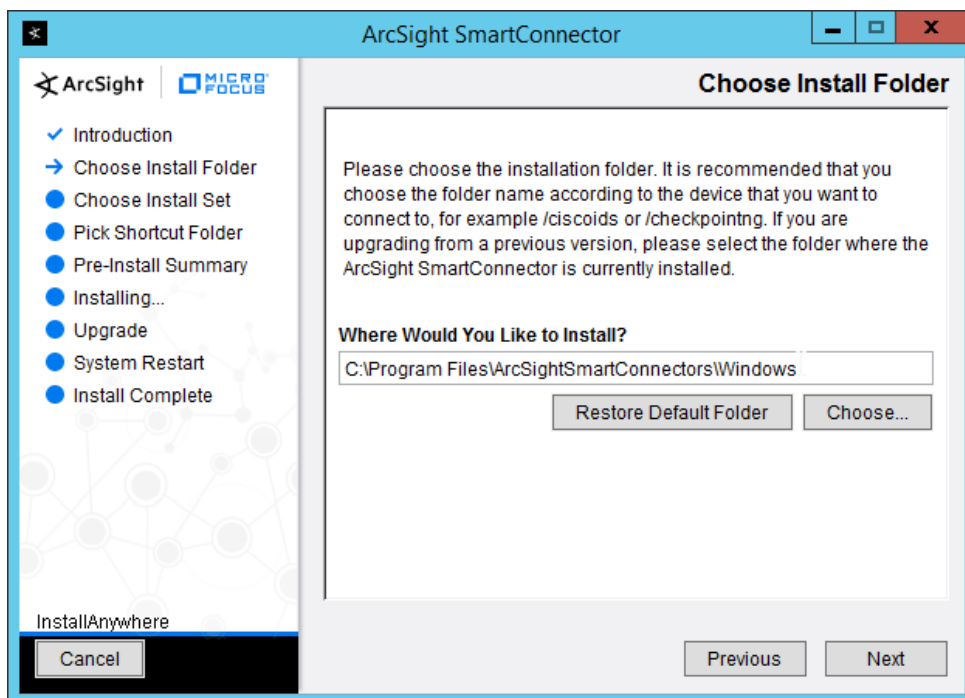 ArcSight SmartConnector
ArcSight
MICRO
FOCUS
Introduction
Choose Install Folder
Choose Install Set
Pick Shortcut Folder
Pre-Install Summary
Installing...
Upgrade
System Restart
Install Complete
InstallAnywhere
Cancel
Choose Install Folder
Please choose the installation folder. It is recommended that you
choose the folder name according to the device that you want to
connect to, for example /ciscoids or /checkpointng. If you are
upgrading from a previous version, please select the folder where the
ArcSight SmartConnector is currently installed.
Where Would You Like to Install?
C:\Program Files\ArcSightSmartConnectors\Windows
Restore Default Folder
Choose...
Previous
Next